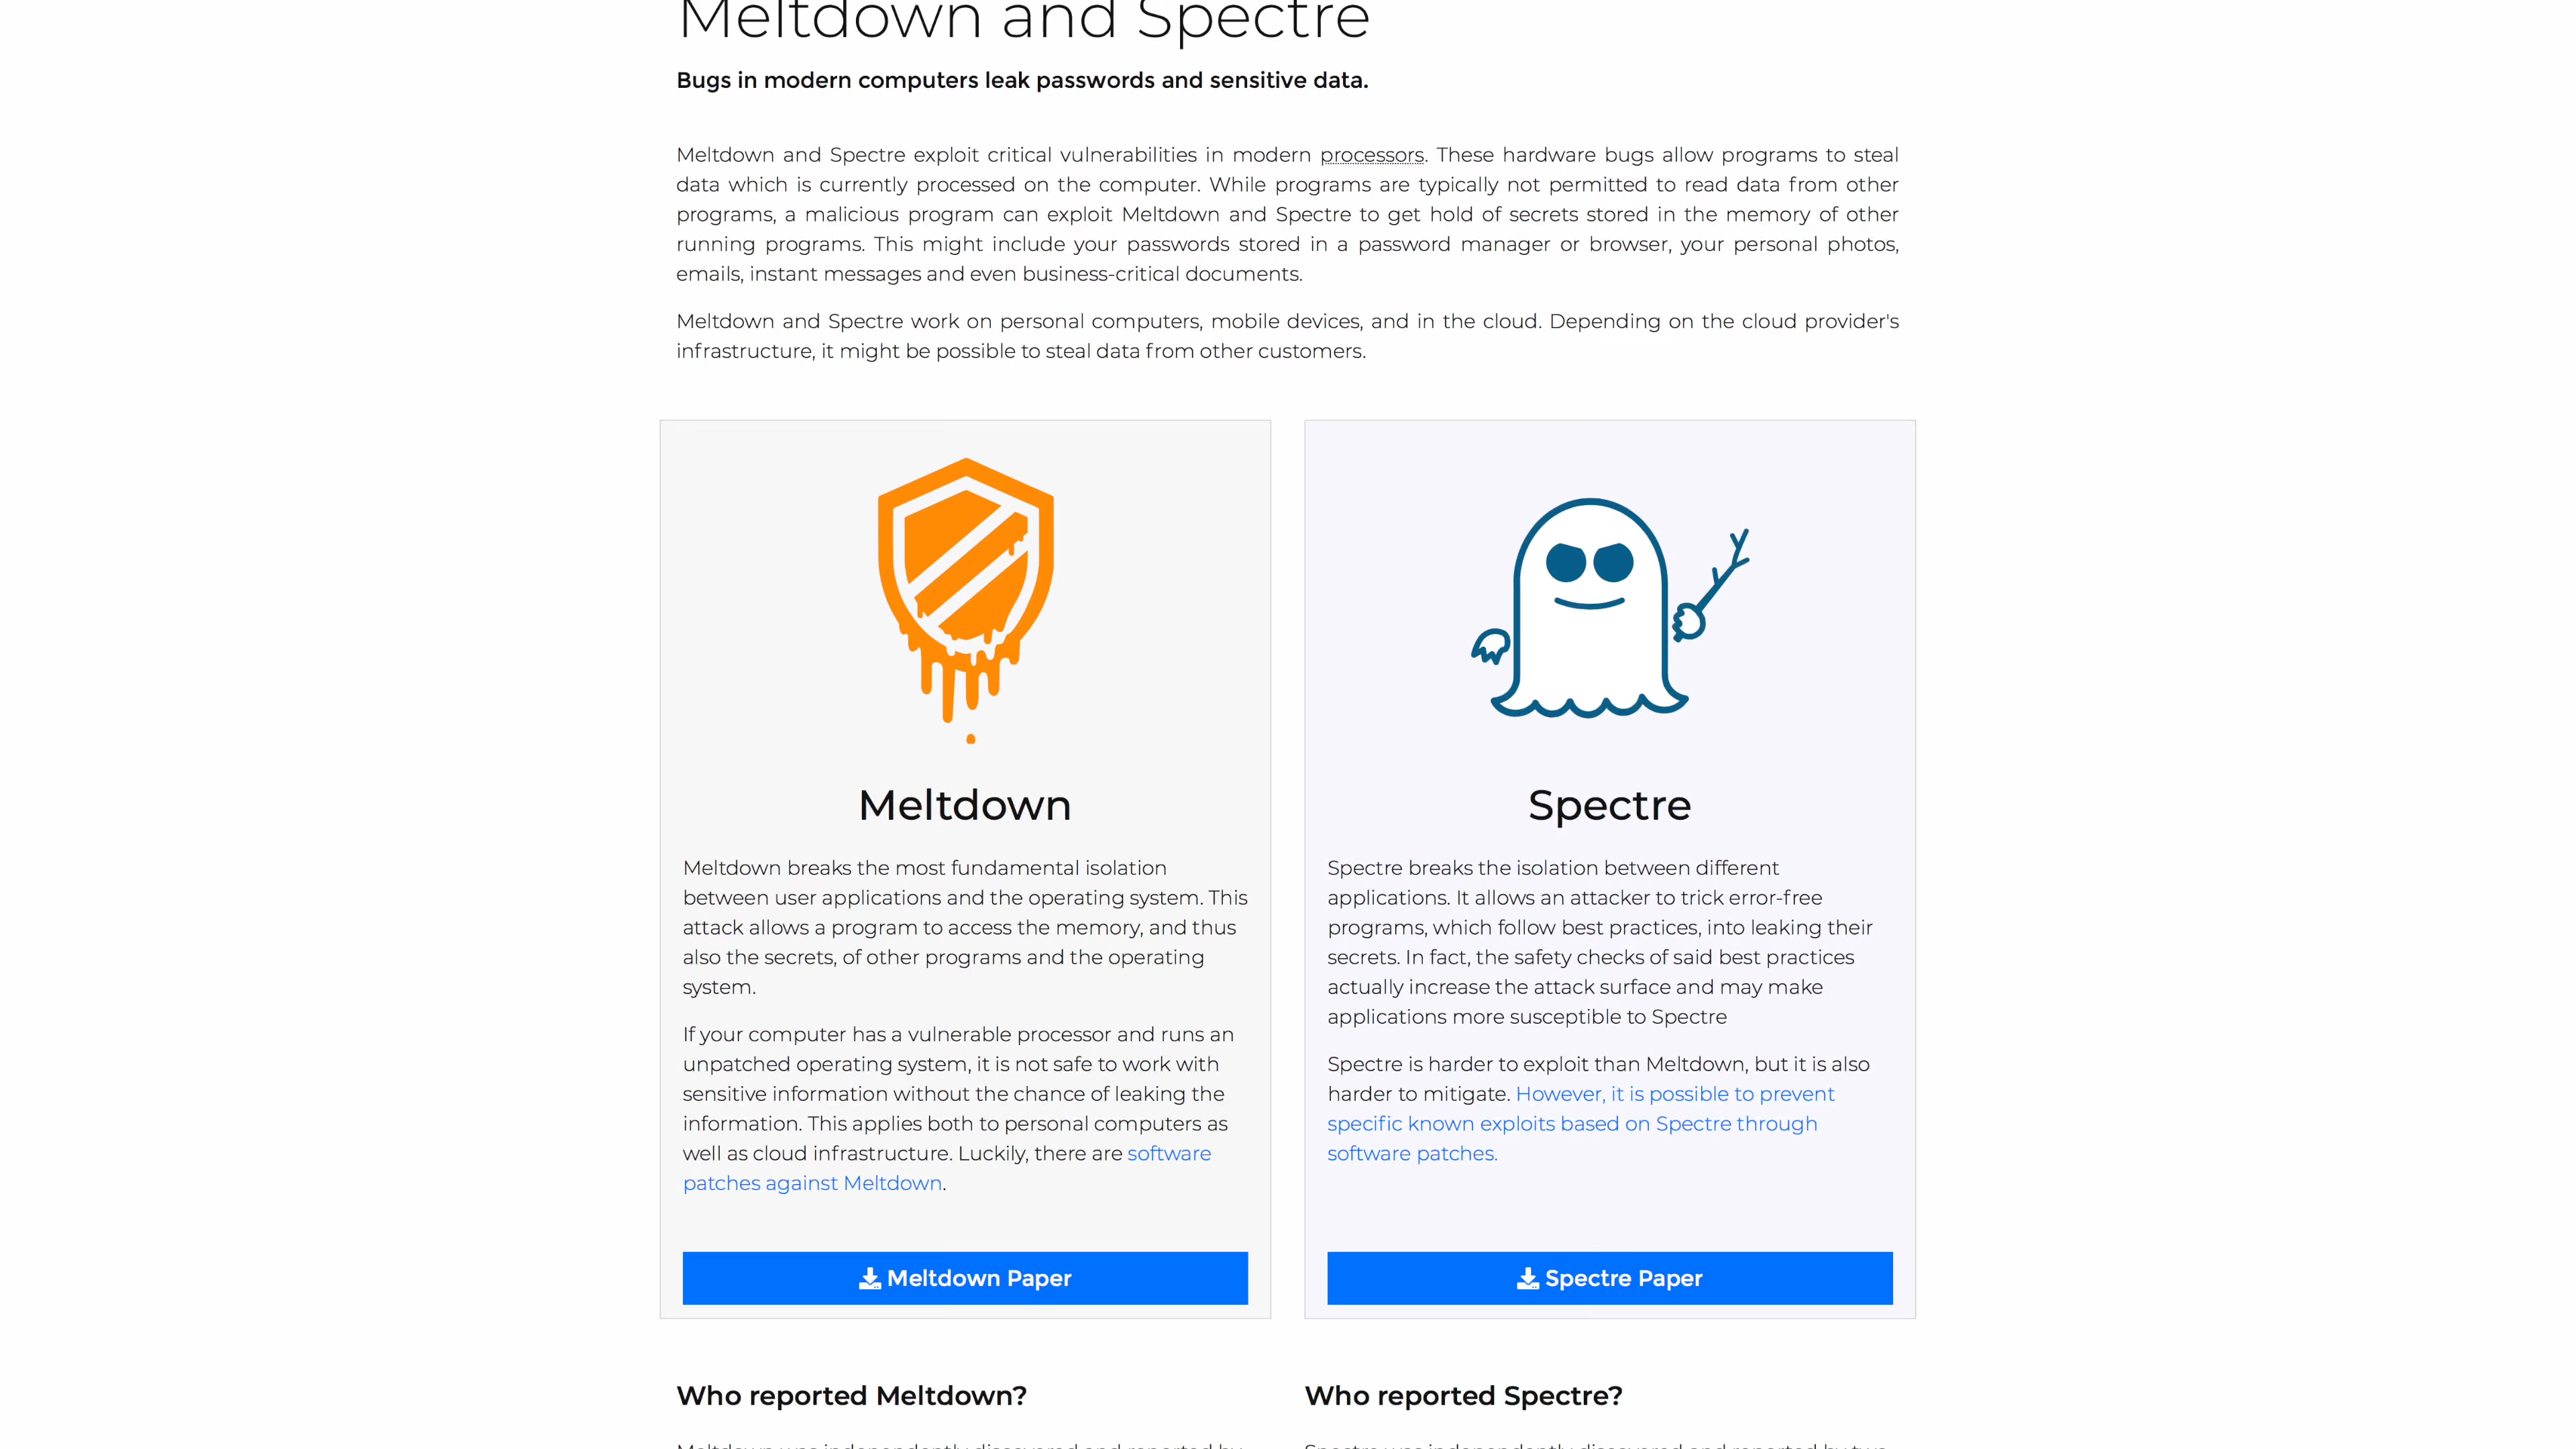 Meltdown and Spectre
Bugs in modern computers leak passwords and sensitive data.
Meltdown and Spectre exploit critical vulnerabilities in modern processors. These hardware bugs allow programs to steal
data which is currently processed on the computer. While programs are typically not permitted to read data from other
programs, a malicious program can exploit Meltdown and Spectre to get hold of secrets stored in the memory of other
running programs. This might include your passwords stored in a password manager or browser, your personal photos,
emails, instant messages and even business-critical documents.
Meltdown and Spectre work on personal computers, mobile devices, and in the cloud. Depending on the cloud provider's
infrastructure, it might be possible to steal data from other customers.
Meltdown
Meltdown breaks the most fundamental isolation
between user applications and the operating system. This
attack allows a program to access the memory, and thus
also the secrets, of other programs and the operating
system.
If your computer has a vulnerable processor and runs an
unpatched operating system, it is not safe to work with
sensitive information without the chance of leaking the
information. This applies both to personal computers as
well as cloud infrastructure. Luckily, there are software
patches against Meltdown.
Meltdown Paper
Spectre
Spectre breaks the isolation between different
applications. It allows an attacker to trick error-free
programs, which follow best practices, into leaking their
secrets. In fact, the safety checks of said best practices
actually increase the attack surface and may make
applications more susceptible to Spectre
Spectre is harder to exploit than Meltdown, but it is also
harder to mitigate. However, it is possible to prevent
specific known exploits based on Spectre through
software patches.
Spectre Paper
Who reported Meltdown?
Meltdown was independently discovered and reported by
Who reported Spectre?
Spectre was independently discovered and reported by two